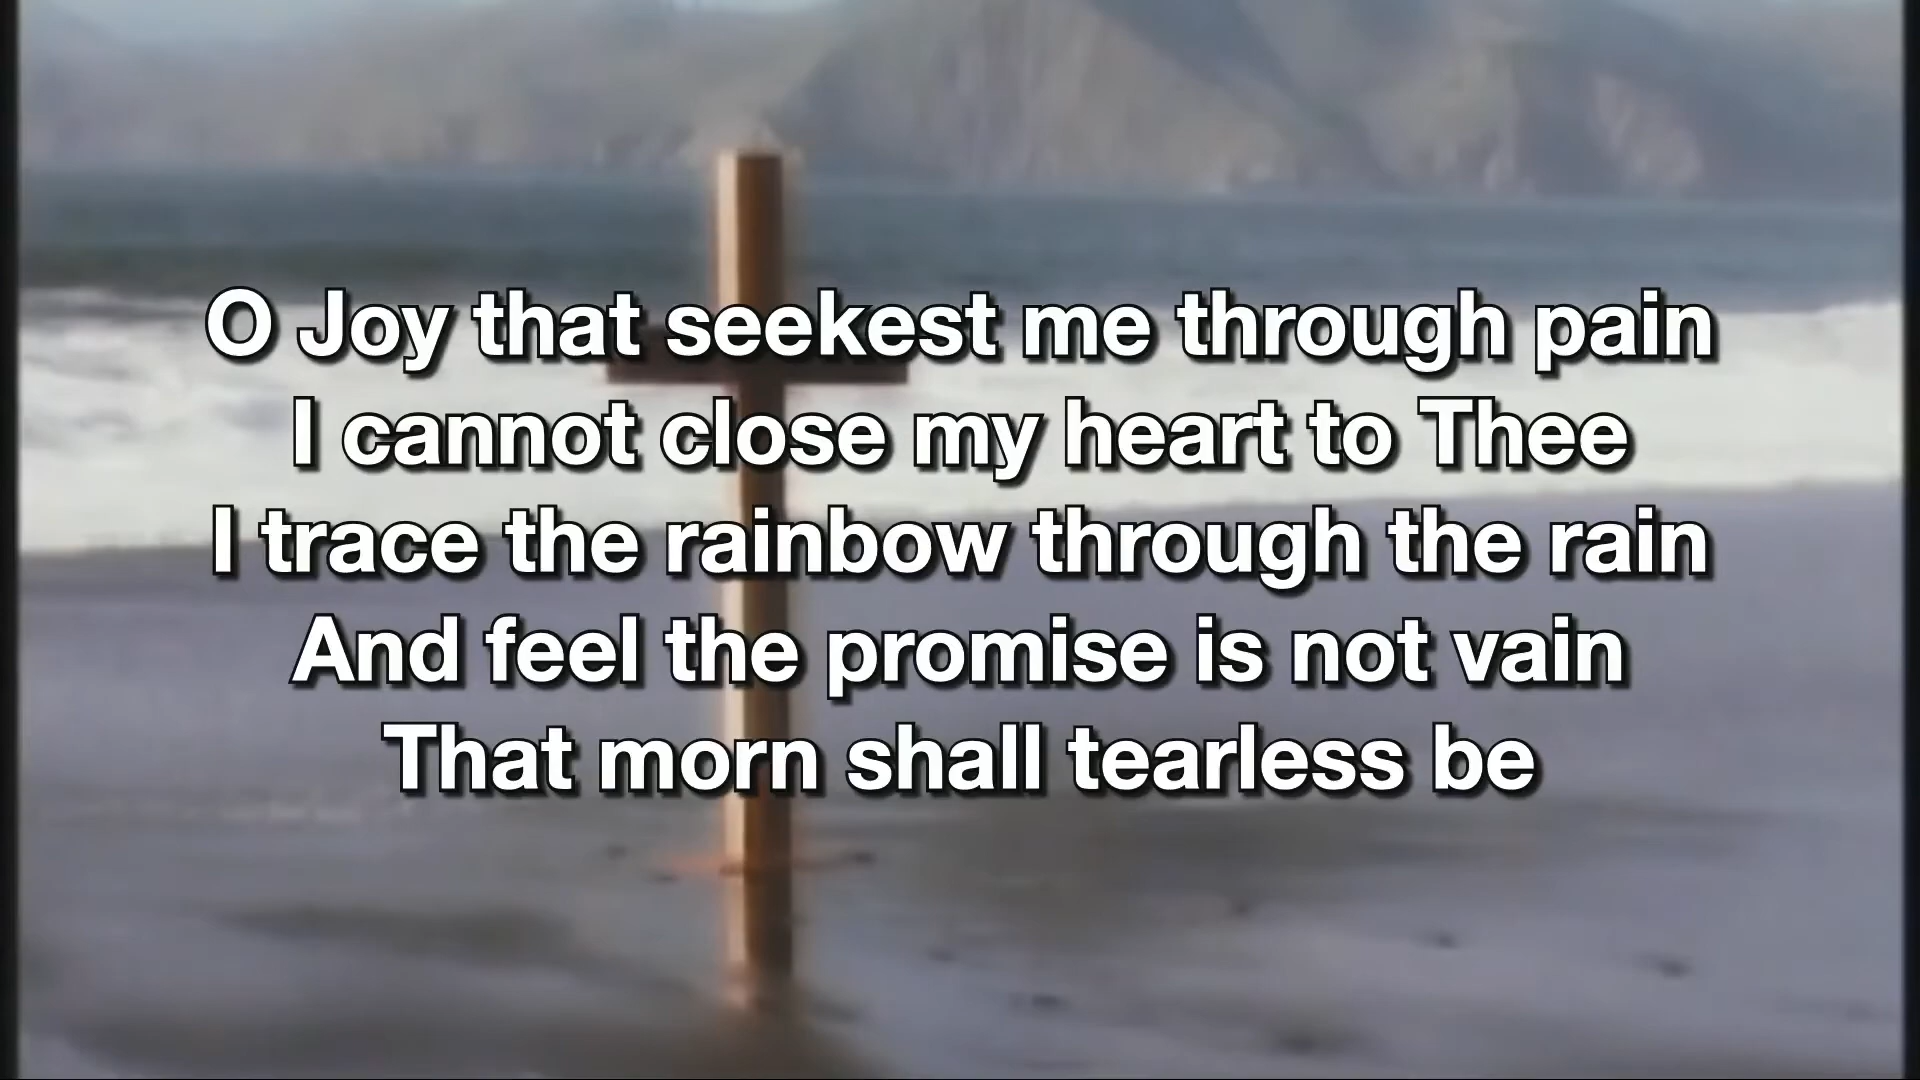 O Joy that seekest me through pain
I cannot close my heart to Thee
I trace the rainbow through the rain
And feel the promise is not vain
That morn shall tearless be